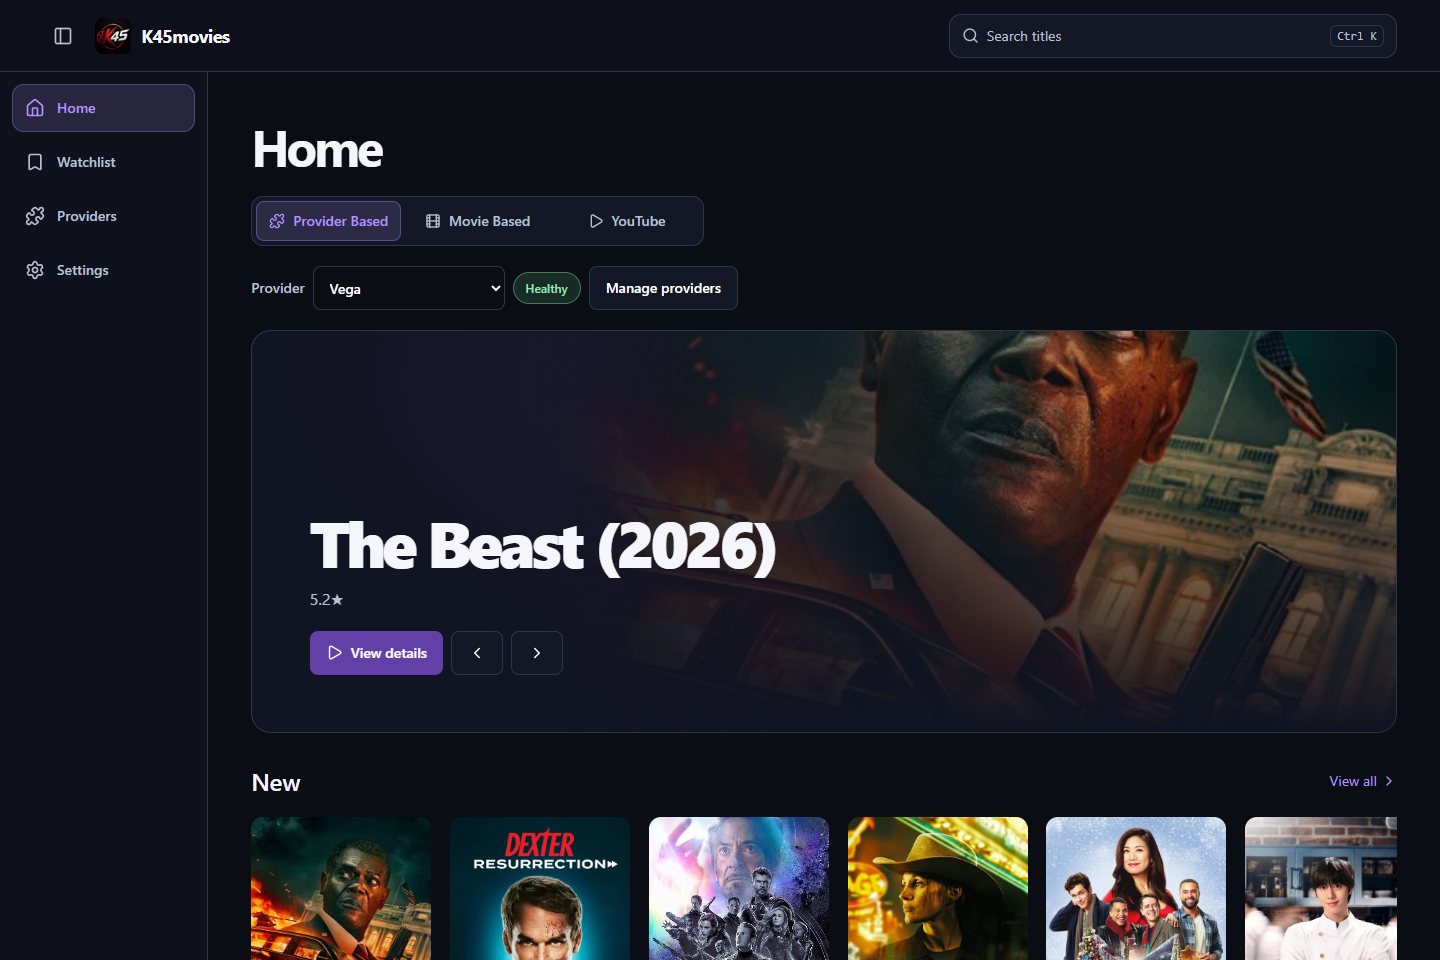 K45
K45movies
Search titles
Ctrl K
Home
Watchlist
Providers
Settings
Home
Provider Based
Movie Based
YouTube
Provider
Vega
Healthy
Manage providers
The Beast (2026)
5.2★
View details
New
View all
DEXTER
RESURRECTION